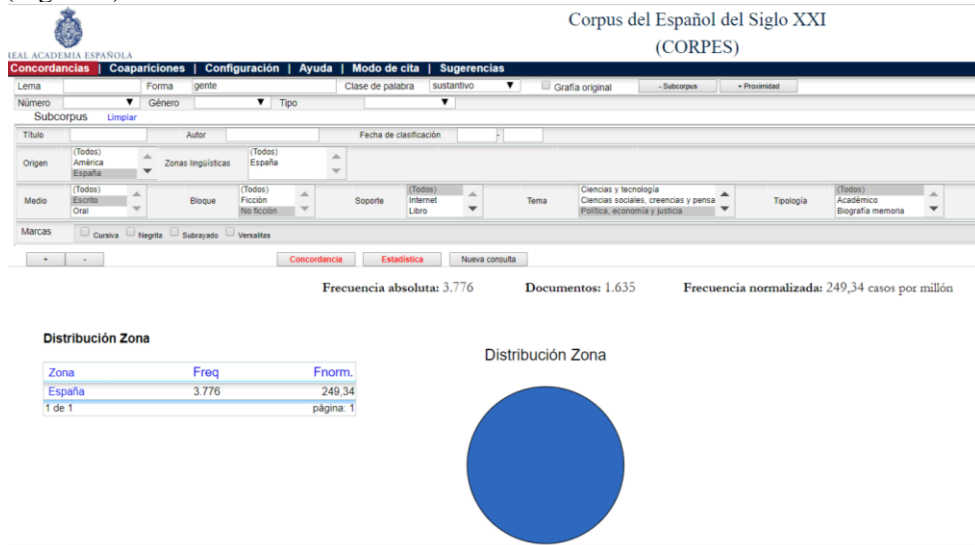 Corpus del Español del Siglo XXI
(CORPES)
REAL ACADEMIA ESPAÑOLA
Concordancias | Coapariciones | Configuración | Ayuda | Modo de cita | Sugerencias
Lema Forma gente Clase de palabra sustantivo Grafía original - Subcorpus + Proximidad
Número Género Tipo
Subcorpus Limpiar
Título Autor Fecha de clasificación -
Origen (Todos) América España Zonas lingüísticas (Todos) España
Medio (Todos) Escrito Oral Bloque (Todos) Ficción No ficción Soporte (Todos) Internet Libro Tema Ciencias y tecnología Ciencias sociales, creencias y pensa Política, economía y justicia Tipología (Todos) Académico Biografía memoria
Marcas Cursiva Negrita Subrayado Versalitas
+ - Concordancia Estadística Nueva consulta
Frecuencia absoluta: 3.776 Documentos: 1.635 Frecuencia normalizada: 249,34 casos por millón
Distribución Zona
Distribución Zona
Zona Freq Fnorm.
España 3.776 249,34
1 de 1 página: 1